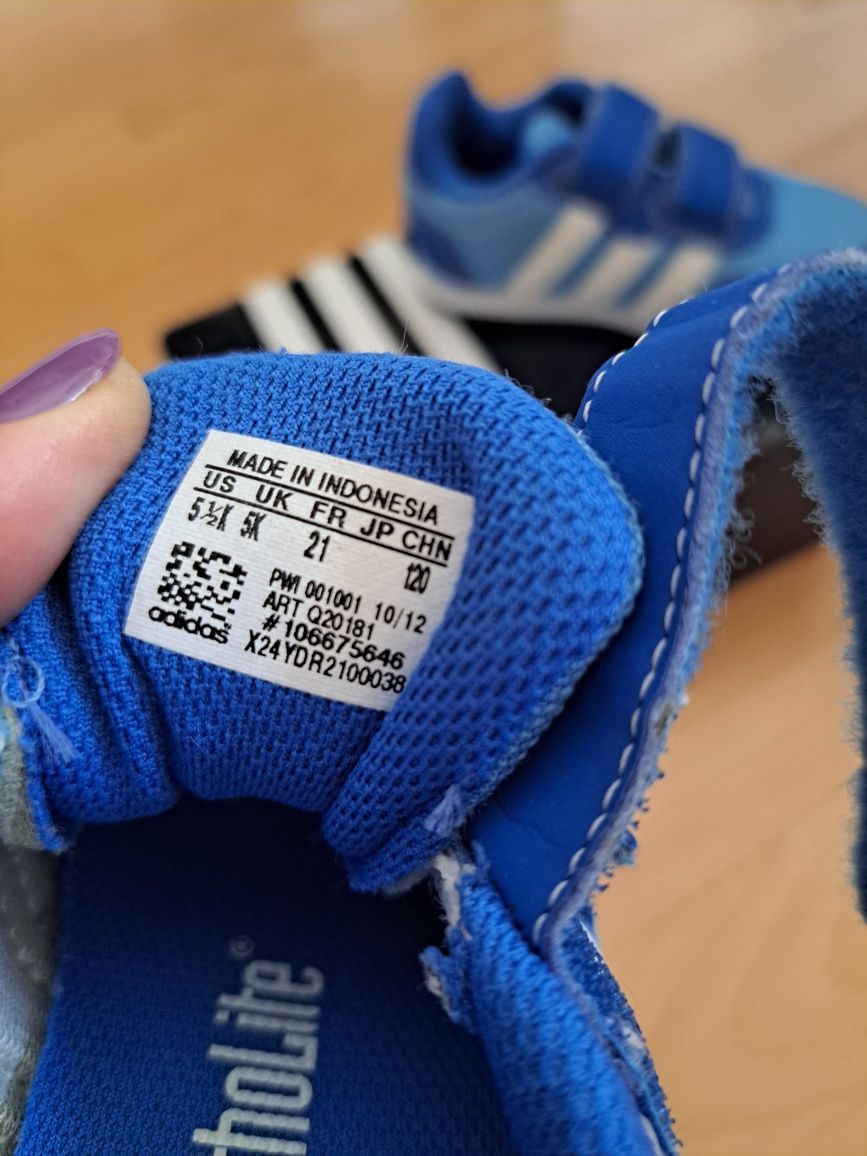 MADE IN INDONESIA
US UK FR JP CHN
5½K 5K 21 120
PWI 001001 10/12
ART Q20181
#106675646
adidas X24YDR2100038
thoLite®